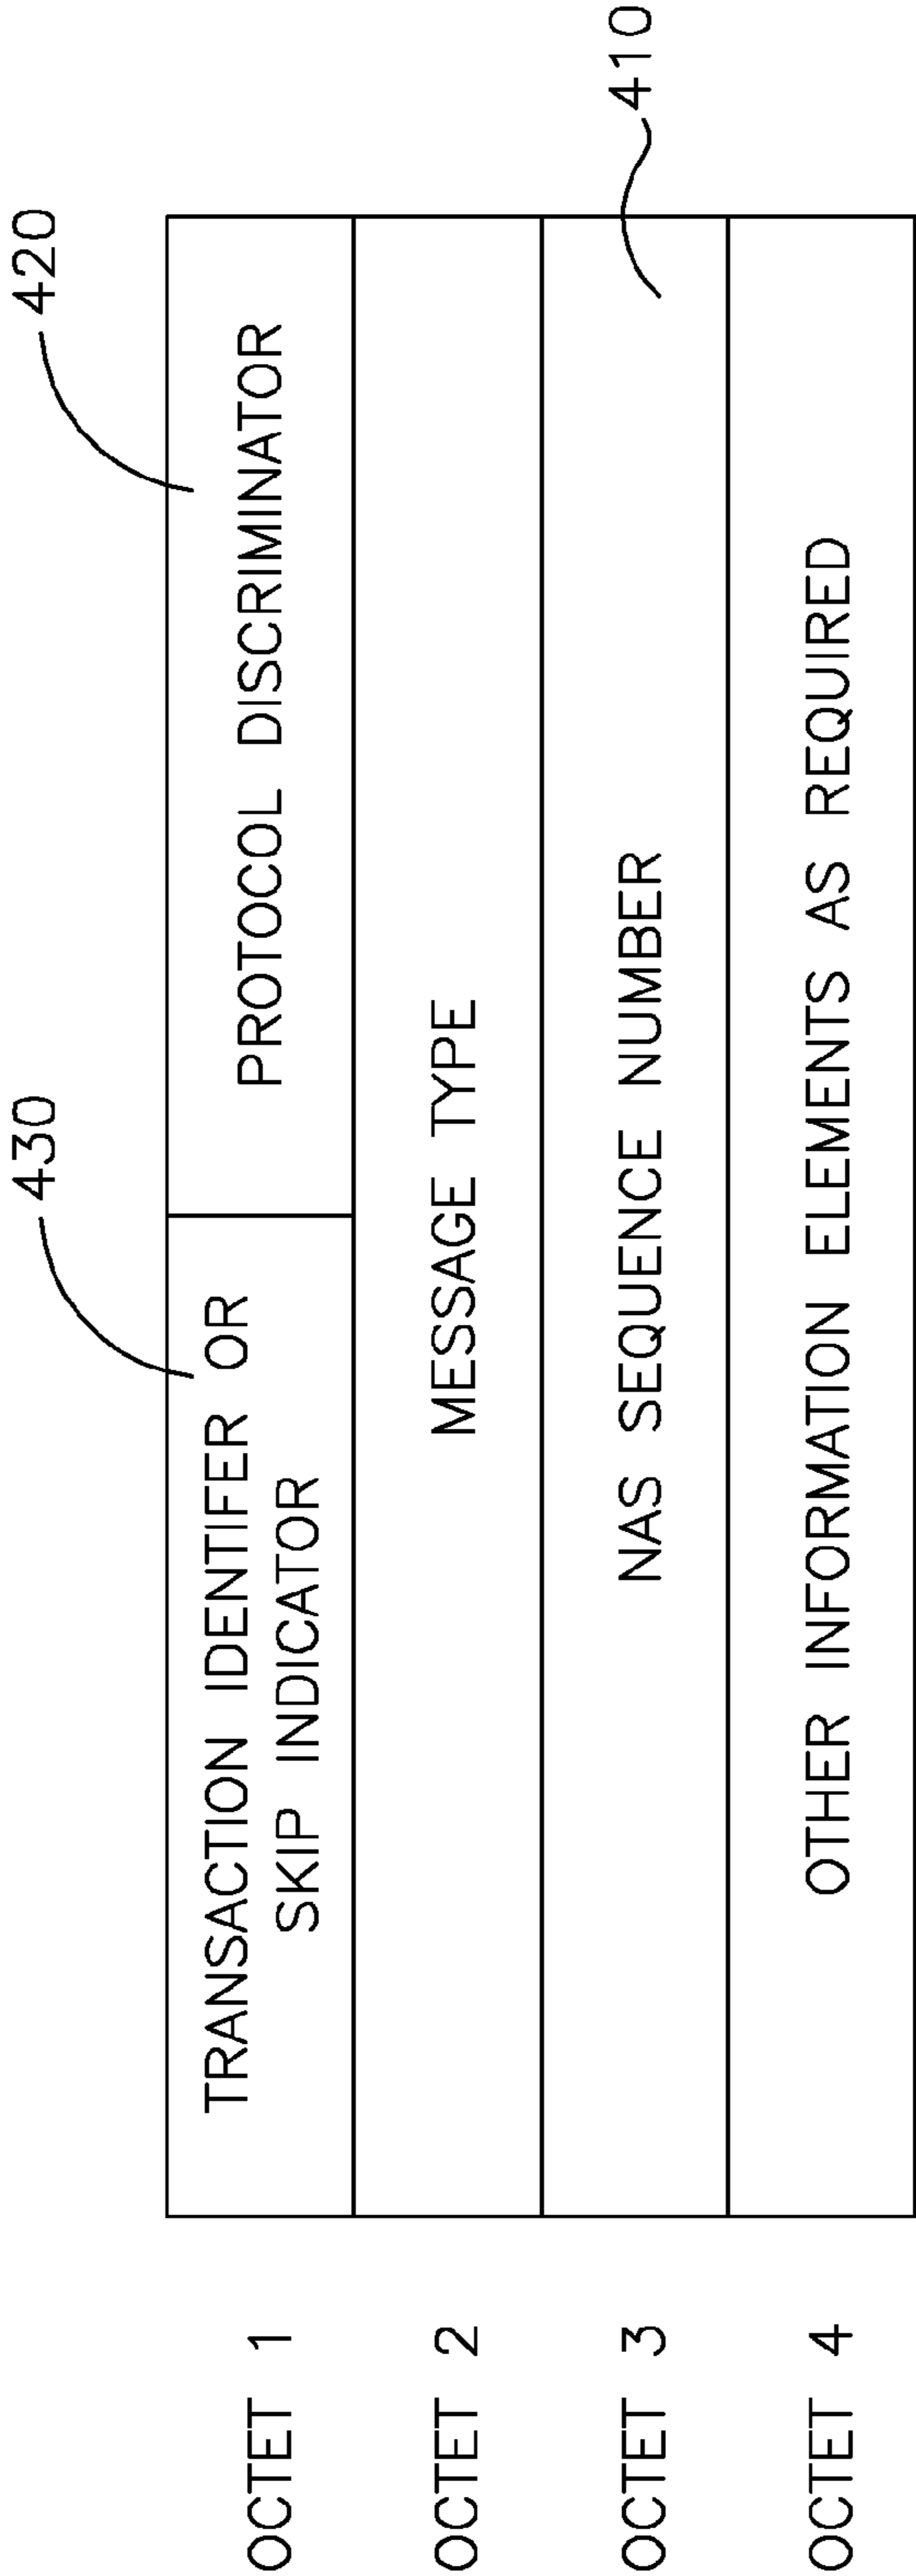 430
420
TRANSACTION IDENTIFER OR
SKIP INDICATOR
PROTOCOL DISCRIMINATOR
OCTET 1
MESSAGE TYPE
OCTET 2
NAS SEQUENCE NUMBER
OCTET 3
410
OTHER INFORMATION ELEMENTS AS REQUIRED
OCTET 4